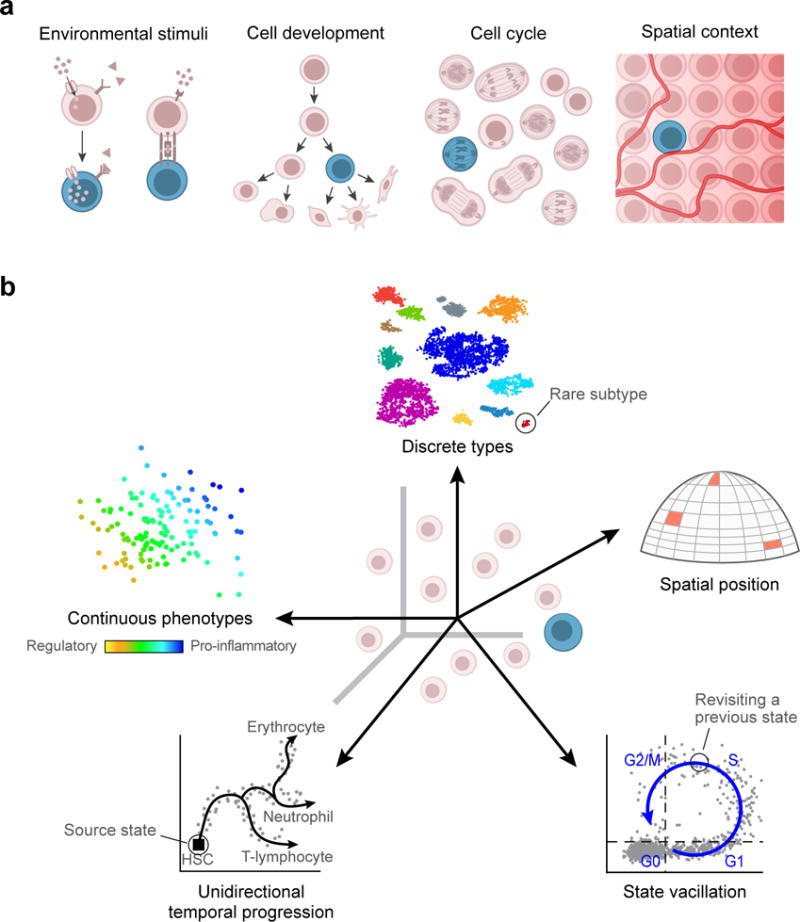 a
Environmental stimuli
Cell development
Cell cycle
Spatial context
b
Rare subtype
Discrete types
Spatial position
Continuous phenotypes
Regulatory
Pro-inflammatory
Erythrocyte
Neutrophil
T-lymphocyte
Source state
HSC
Unidirectional
temporal progression
Revisiting a
previous state
G2/M
S
G0
G1
State vacillation